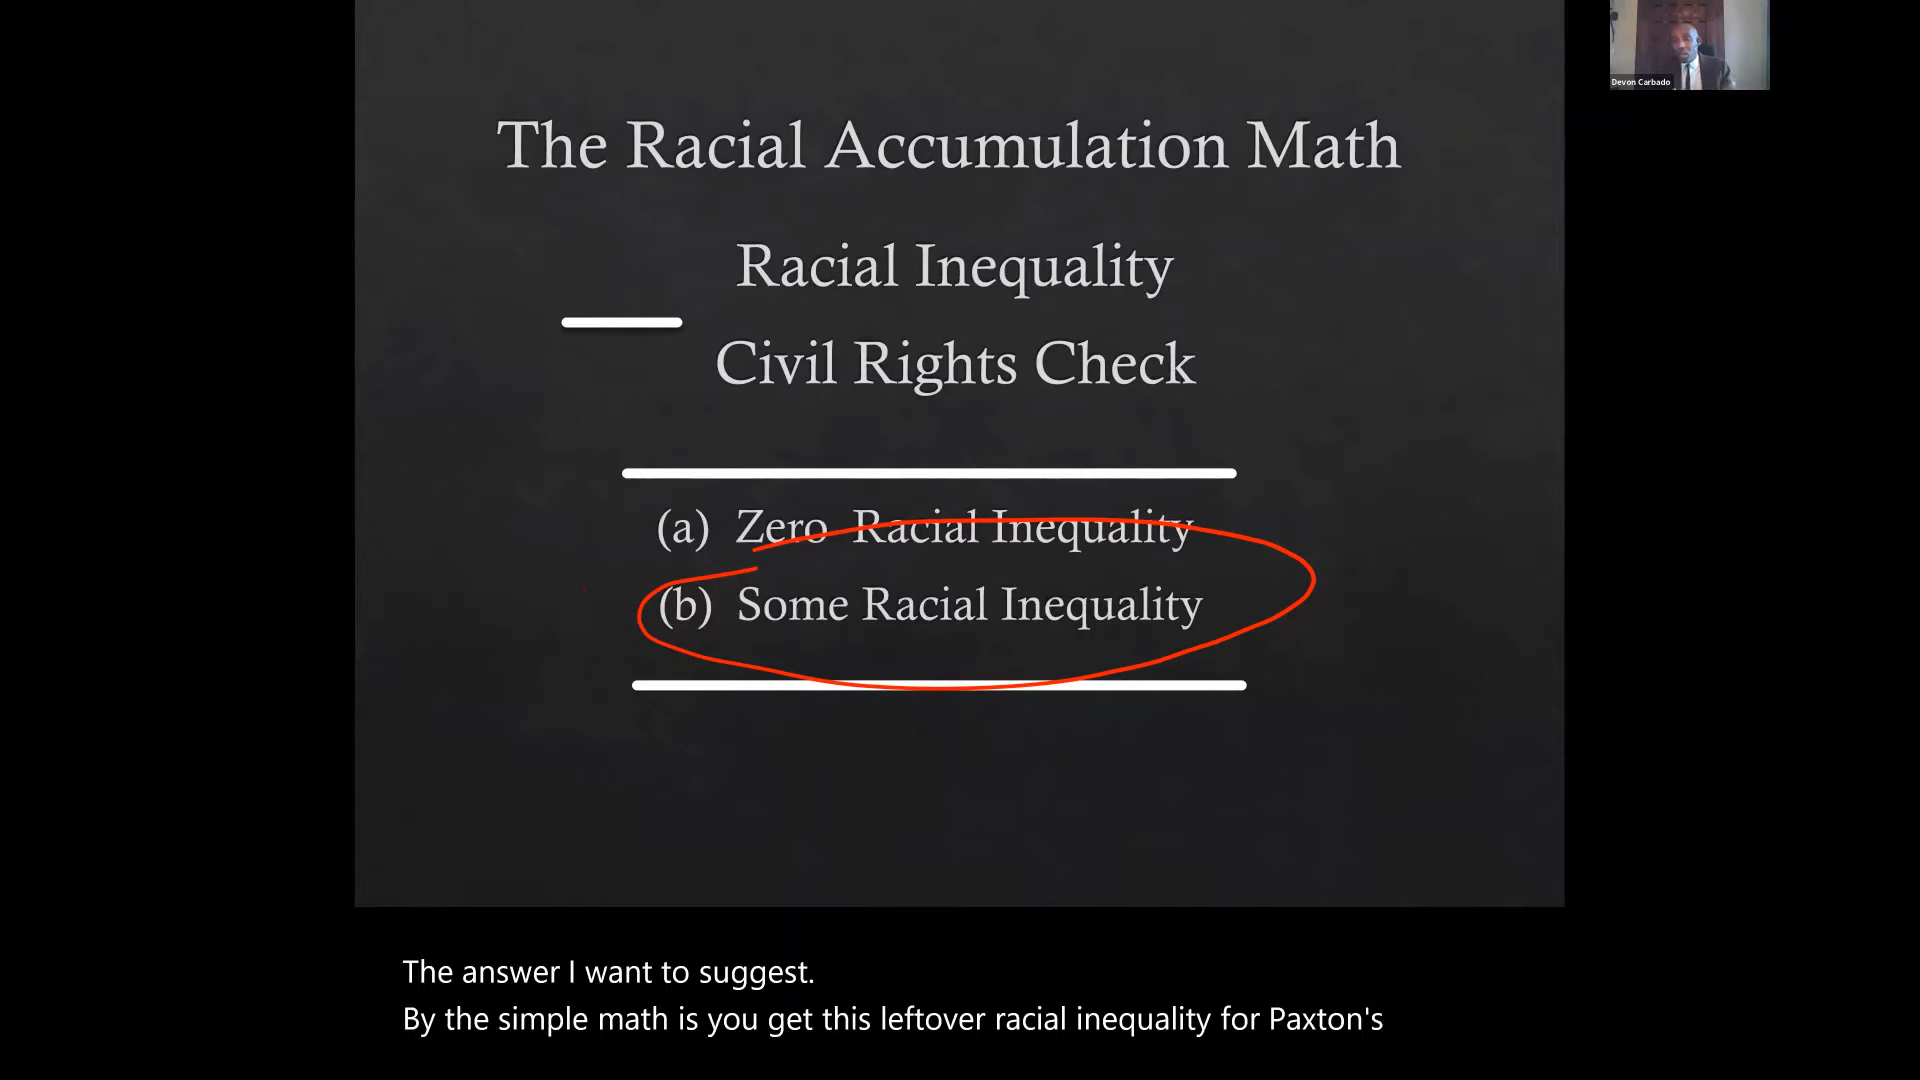 Devon Carbado
The Racial Accumulation Math
Racial Inequality
Civil Rights Check
(a) Zero Racial Inequality
(b) Some Racial Inequality
The answer I want to suggest.
By the simple math is you get this leftover racial inequality for Paxton's